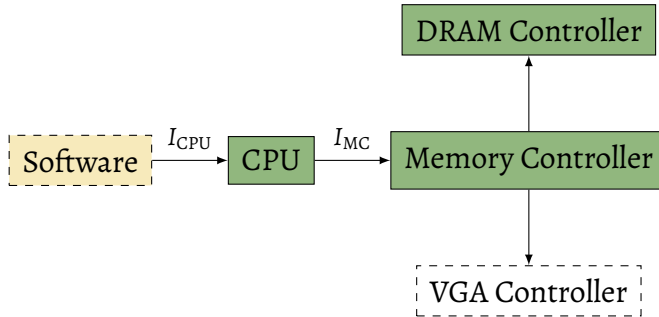 DRAM Controller
Software
I_CPU
CPU
I_MC
Memory Controller
VGA Controller